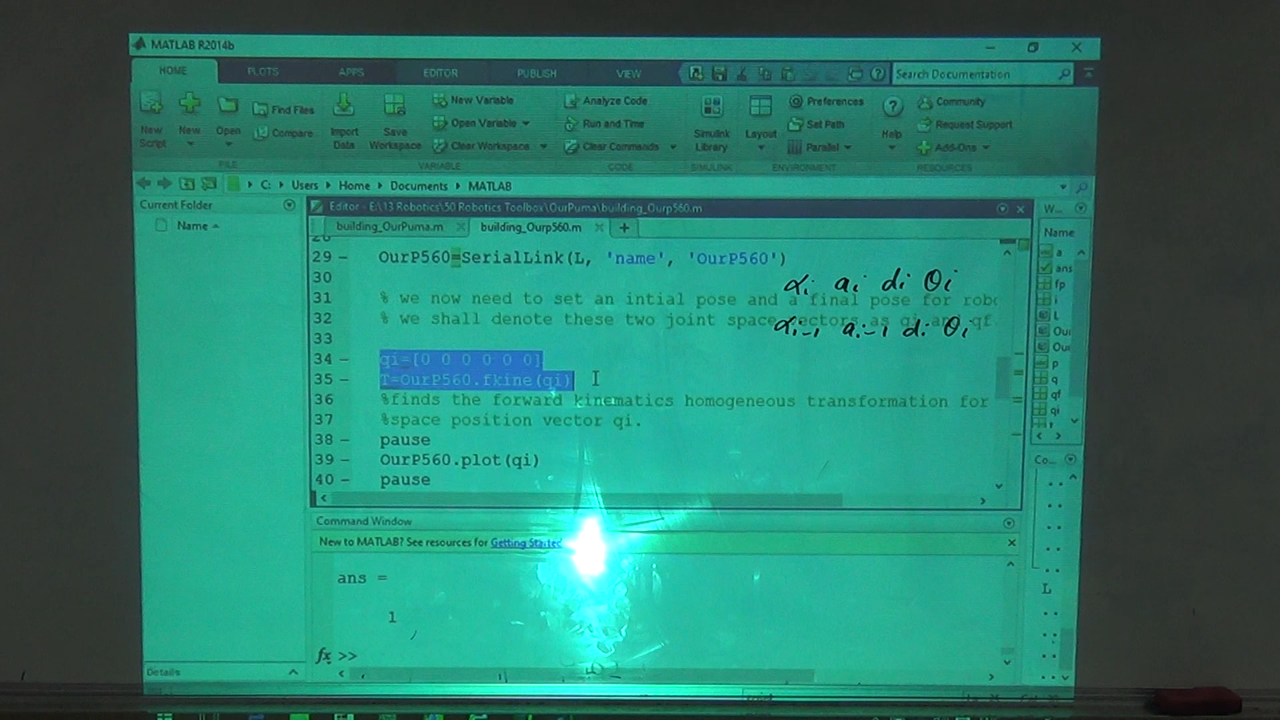 MATLAB R2014b
HOME PLOTS APPS EDITOR PUBLISH VIEW Search Documentation
New Script New Open Find Files Compare Import Data Save Workspace New Variable Open Variable Clear Workspace Analyze Code Run and Time Clear Commands Simulink Library Layout Preferences Set Path Parallel Help Community Request Support Add-Ons
FILE VARIABLE CODE SIMULINK ENVIRONMENT RESOURCES
C: Users Home Documents MATLAB
Current Folder
Name
Editor - E:\13 Robotics\50 Robotics Toolbox\OurPuma\building_Ourp560.m
building_OurPuma.m building_Ourp560.m
29 - OurP560=SerialLink(L, 'name', 'OurP560')
30
αi ai di θi
31 % we now need to set an intial pose and a final pose for robo
32 % we shall denote these two joint space vectors as qi and qf
αi-1 ai-1 di θi
33
34 - qi=[0 0 0 0 0 0]
35 - T=OurP560.fkine(qi)
36 %finds the forward kinematics homogeneous transformation for
37 %space position vector qi.
38 - pause
39 - OurP560.plot(qi)
40 - pause
W...
Name
a
ans
fp
i
L
Our
Our
p
q
qf
qi
Co...
L
Command Window
New to MATLAB? See resources for Getting Started
ans =
1
fx >>
Details